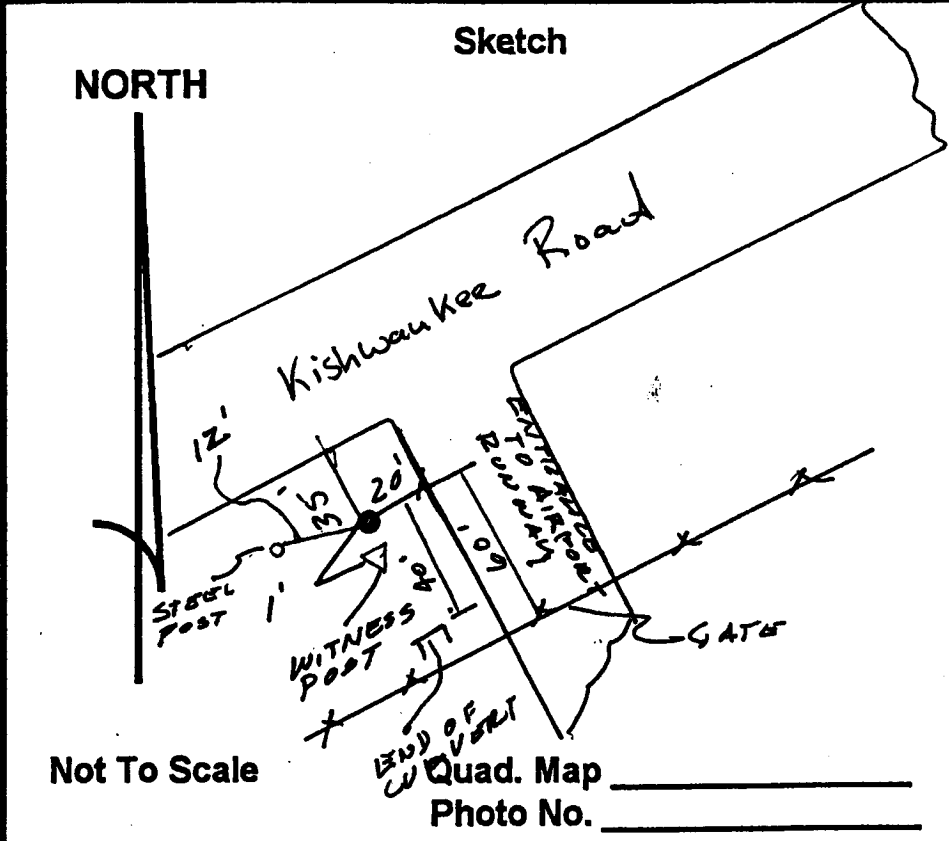 Sketch
NORTH
Kishwaukee Road
12'
35'
20'
ENTRANCE
TO AIRPORT
RUNWAY
60'
40'
STEEL
POST
1'
WITNESS
POST
GATE
END OF
CULVERT
Not To Scale
Quad. Map
Photo No.